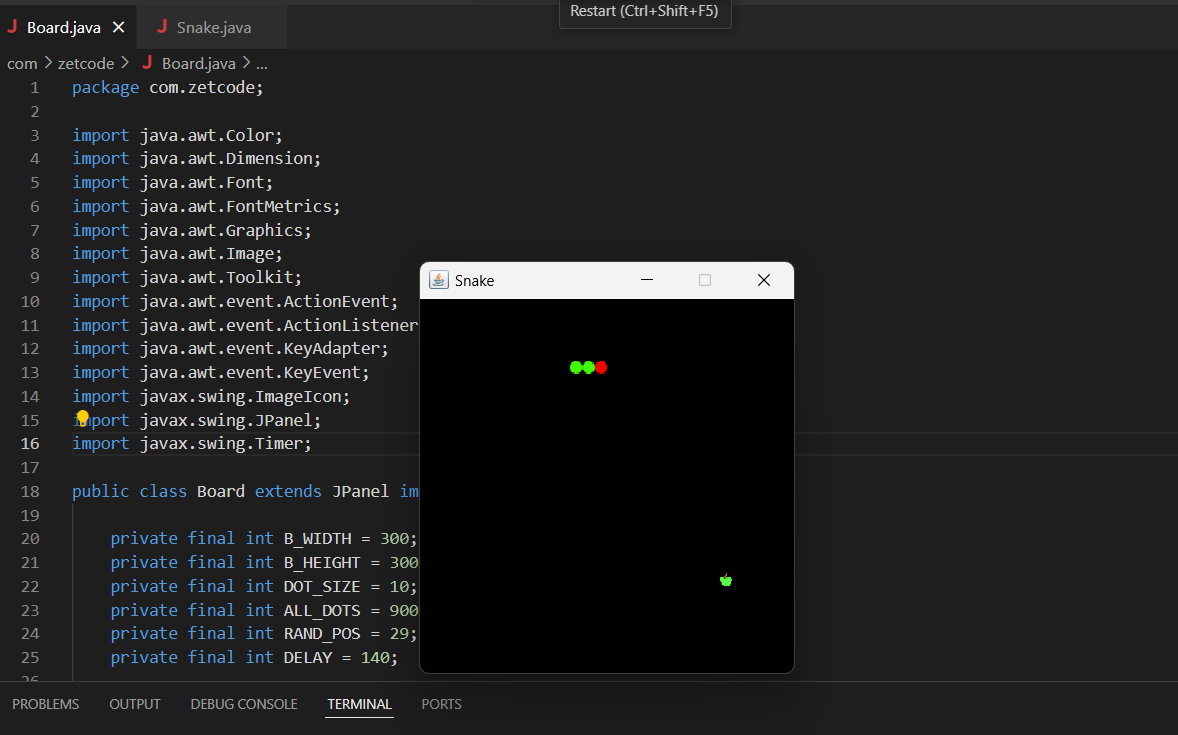 Restart (Ctrl+Shift+F5)
J Board.java ×
J Snake.java
com > zetcode > J Board.java > ...
1 package com.zetcode;
2
3 import java.awt.Color;
4 import java.awt.Dimension;
5 import java.awt.Font;
6 import java.awt.FontMetrics;
7 import java.awt.Graphics;
8 import java.awt.Image;
9 import java.awt.Toolkit;
10 import java.awt.event.ActionEvent;
11 import java.awt.event.ActionListener
12 import java.awt.event.KeyAdapter;
13 import java.awt.event.KeyEvent;
14 import javax.swing.ImageIcon;
15 import javax.swing.JPanel;
16 import javax.swing.Timer;
17
18 public class Board extends JPanel im
19
20 private final int B_WIDTH = 300;
21 private final int B_HEIGHT = 300
22 private final int DOT_SIZE = 10;
23 private final int ALL_DOTS = 900
24 private final int RAND_POS = 29;
25 private final int DELAY = 140;
26
Snake
PROBLEMS OUTPUT DEBUG CONSOLE TERMINAL PORTS